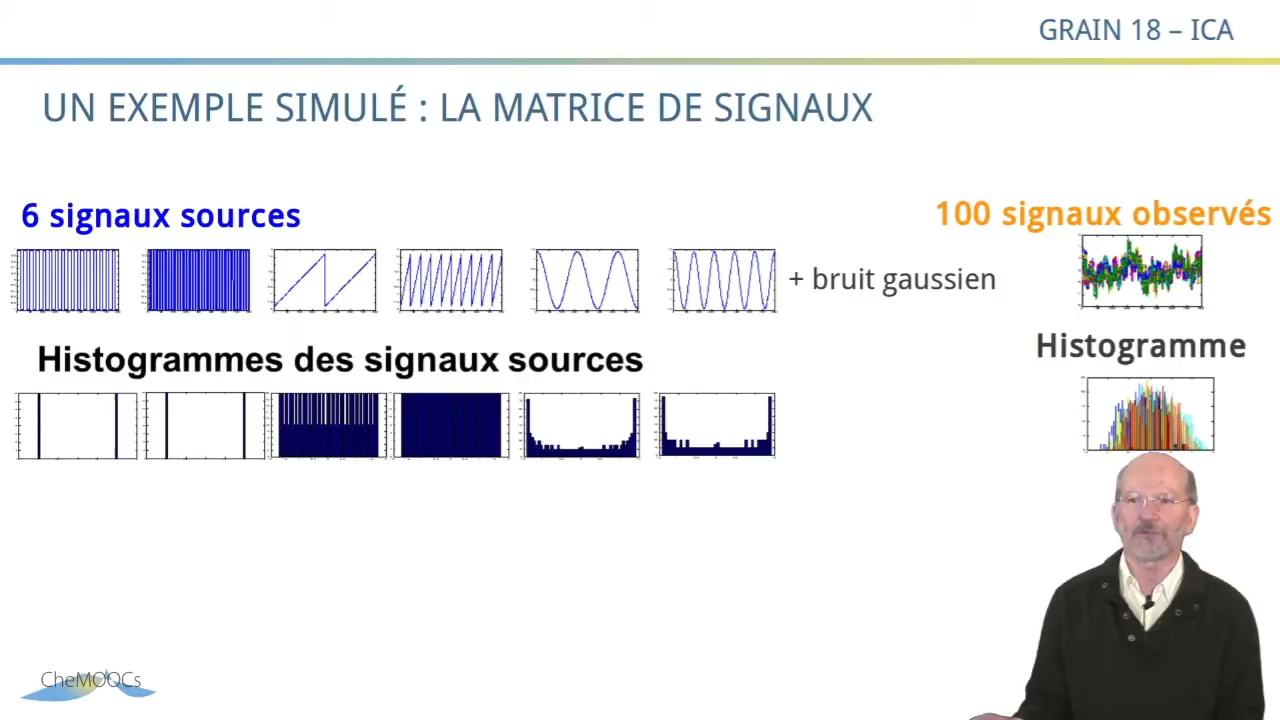 GRAIN 18 – ICA
UN EXEMPLE SIMULÉ : LA MATRICE DE SIGNAUX
6 signaux sources
100 signaux observés
+ bruit gaussien
Histogrammes des signaux sources
Histogramme
CheMOOCs